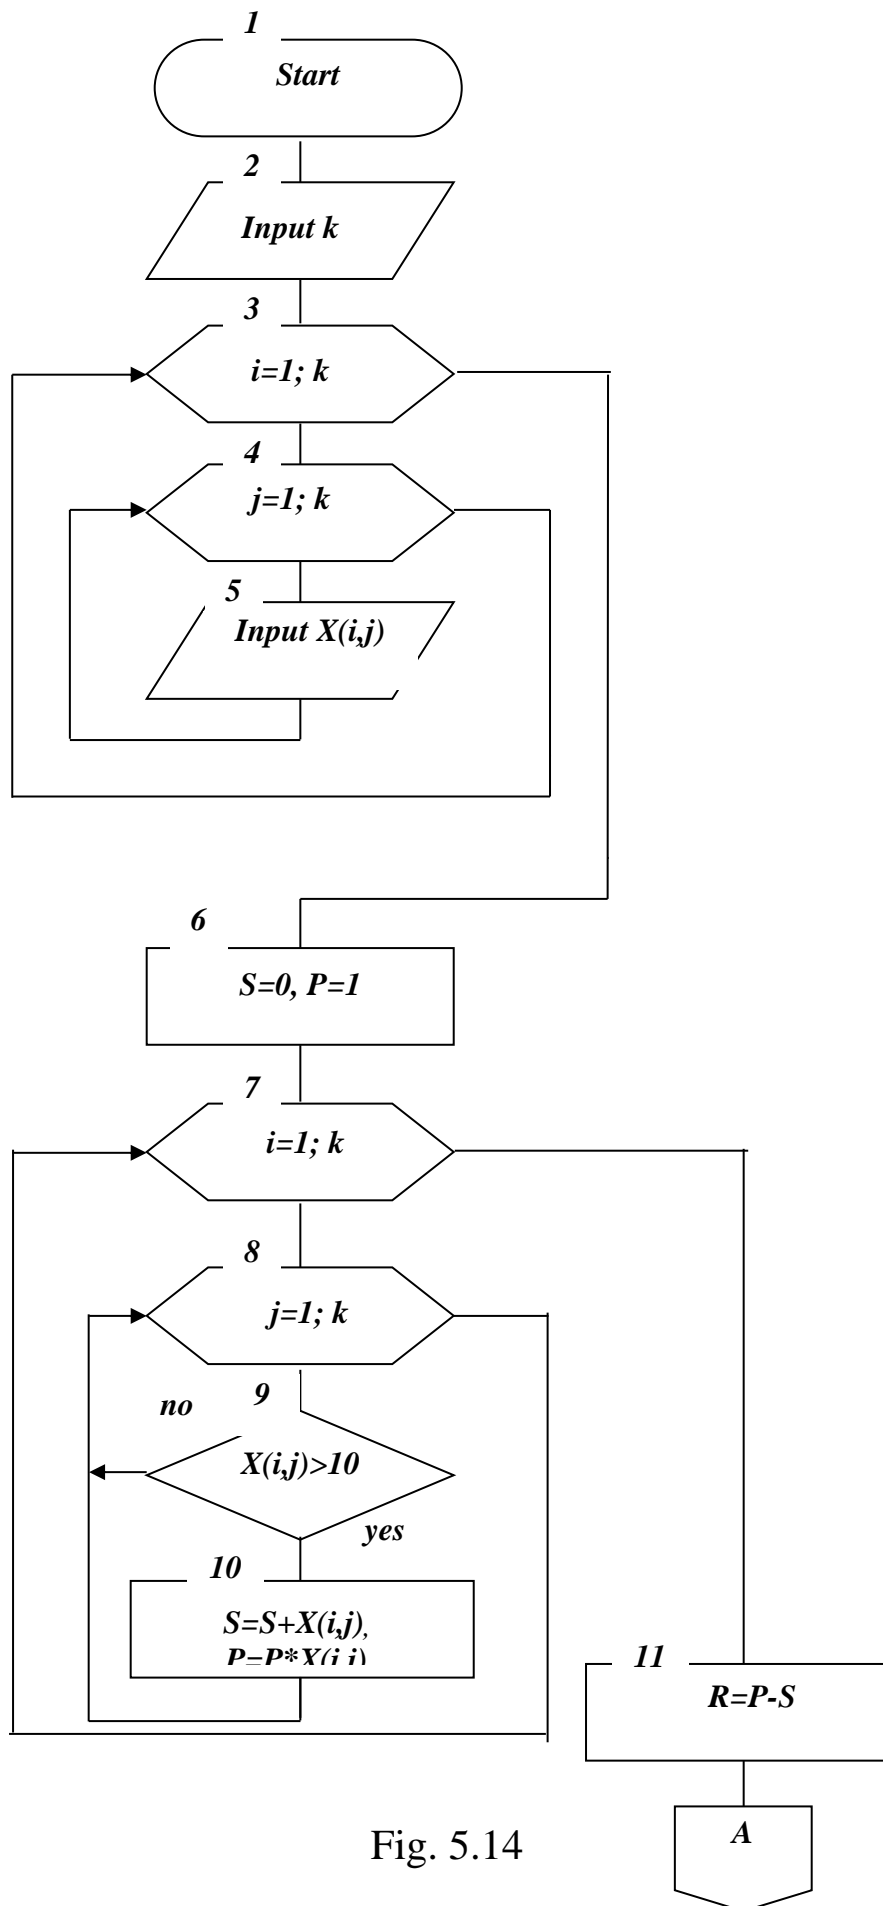 1
Start
2
Input k
3
i=1; k
4
j=1; k
5
Input X(i,j)
6
S=0, P=1
7
i=1; k
8
j=1; k
9
no
X(i,j)>10
yes
10
S=S+X(i,j),
P=P*X(i,j)
11
R=P-S
A
Fig. 5.14